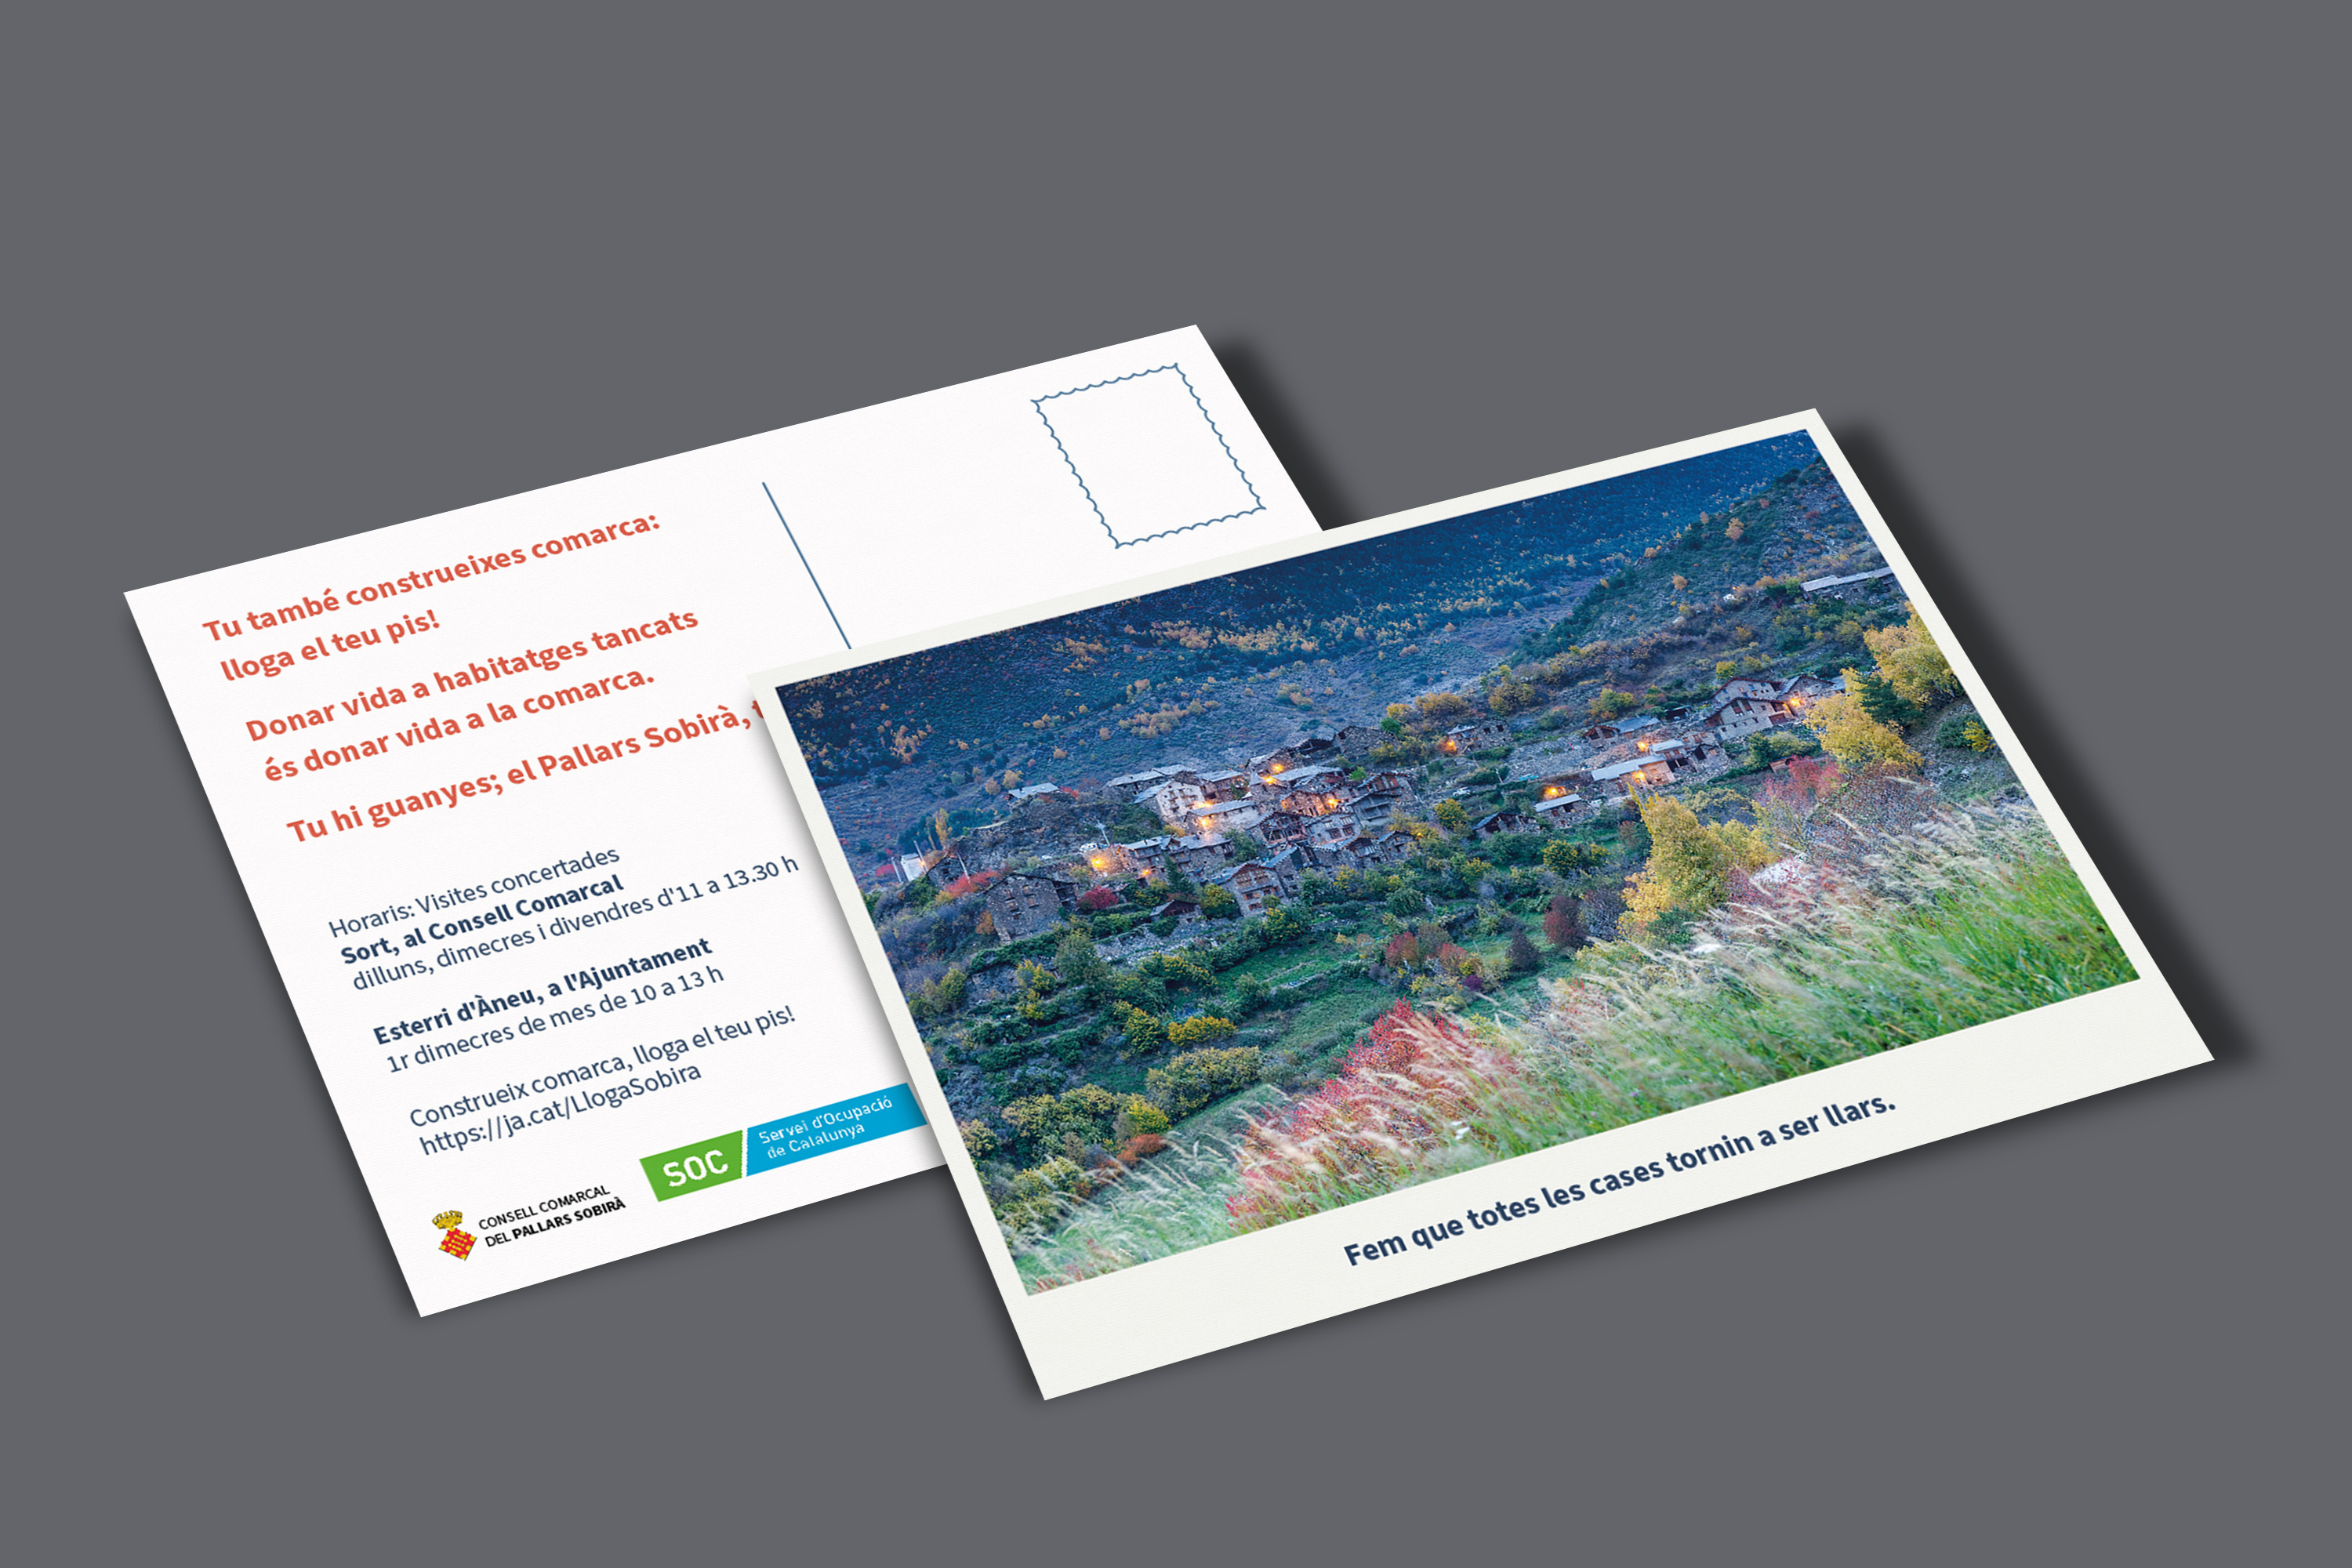 Tu també construeixes comarca:
lloga el teu pis!
Donar vida a habitatges tancats
és donar vida a la comarca.
Tu hi guanyes; el Pallars Sobirà,
Horaris: Visites concertades
Sort, al Consell Comarcal
dilluns, dimecres i divendres d'11 a 13.30 h
Esterri d'Àneu, a l'Ajuntament
1r dimecres de mes de 10 a 13 h
Construeix comarca, lloga el teu pis!
https://ja.cat/LlogaSobira
CONSELL COMARCAL
DEL PALLARS SOBIRÀ
SOC
Servei d'Ocupació
de Catalunya
Fem que totes les cases tornin a ser llars.